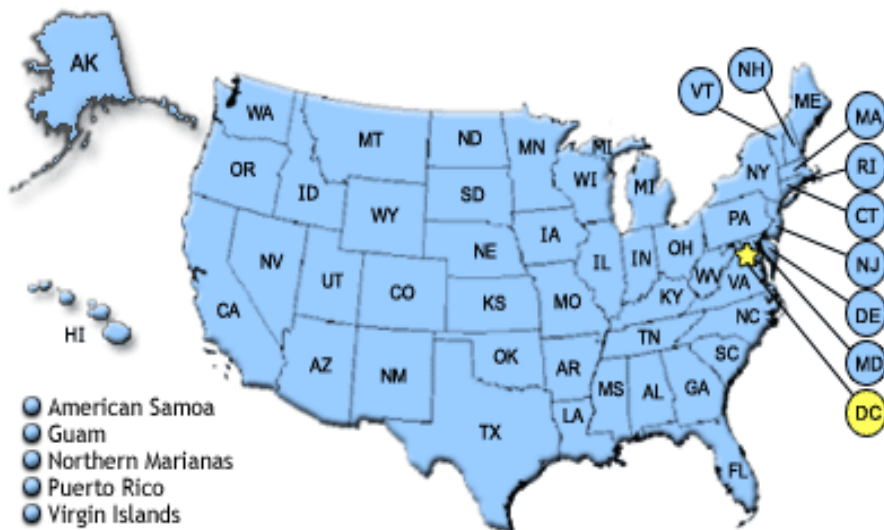 AK
NH
VT
ME
WA
MA
MT
ND
MN
MI
OR
RI
NY
WI
MI
ID
SD
CT
WY
PA
IA
OH
NE
NJ
NV
IL
IN
WV
VA
UT
CO
MO
KY
KS
CA
DE
NC
HI
TN
OK
SC
MD
AZ
AR
NM
MS
AL
GA
American Samoa
DC
LA
TX
Guam
Northern Marianas
FL
Puerto Rico
Virgin Islands